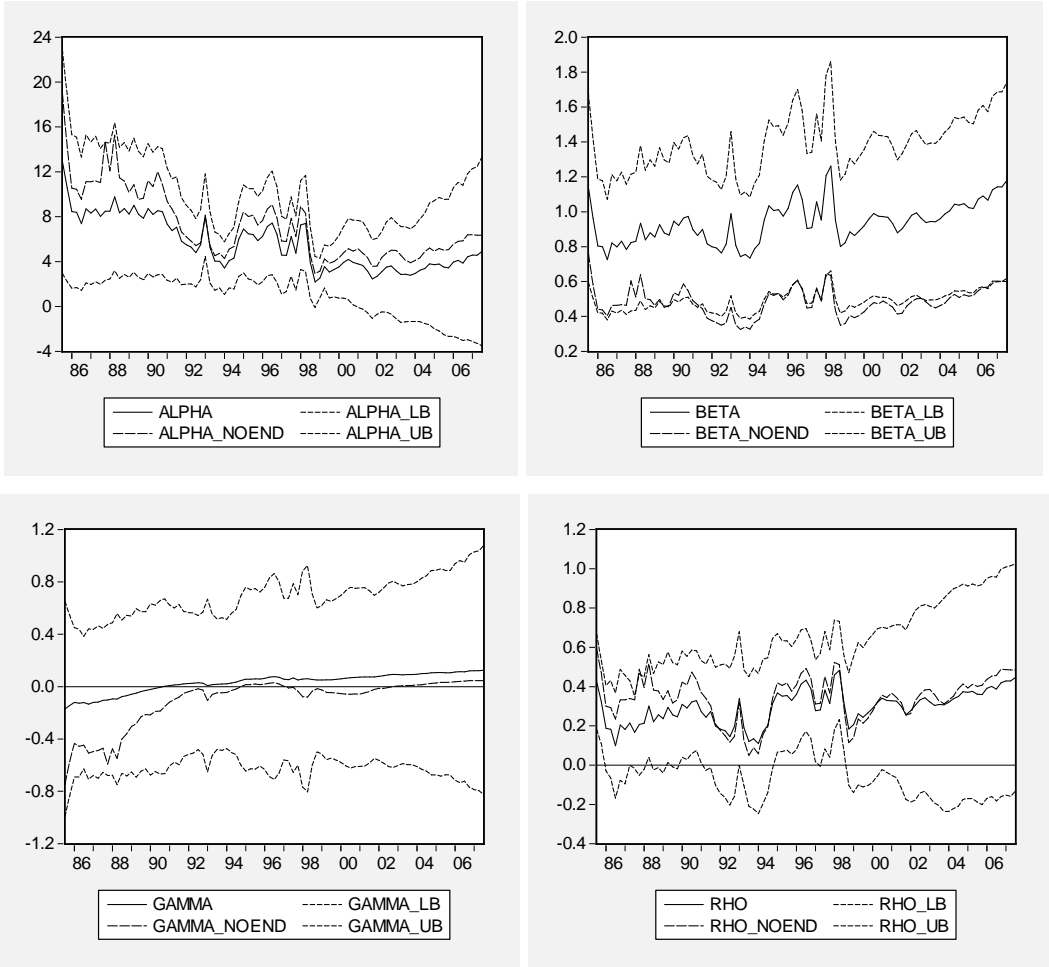 24
20
16
12
8
4
0
-4
86 88 90 92 94 96 98 00 02 04 06
ALPHA ALPHA_LB
ALPHA_NOEND ALPHA_UB
2.0
1.8
1.6
1.4
1.2
1.0
0.8
0.6
0.4
0.2
86 88 90 92 94 96 98 00 02 04 06
BETA BETA_LB
BETA_NOEND BETA_UB
1.2
0.8
0.4
0.0
-0.4
-0.8
-1.2
86 88 90 92 94 96 98 00 02 04 06
GAMMA GAMMA_LB
GAMMA_NOEND GAMMA_UB
1.2
1.0
0.8
0.6
0.4
0.2
0.0
-0.2
-0.4
86 88 90 92 94 96 98 00 02 04 06
RHO RHO_LB
RHO_NOEND RHO_UB